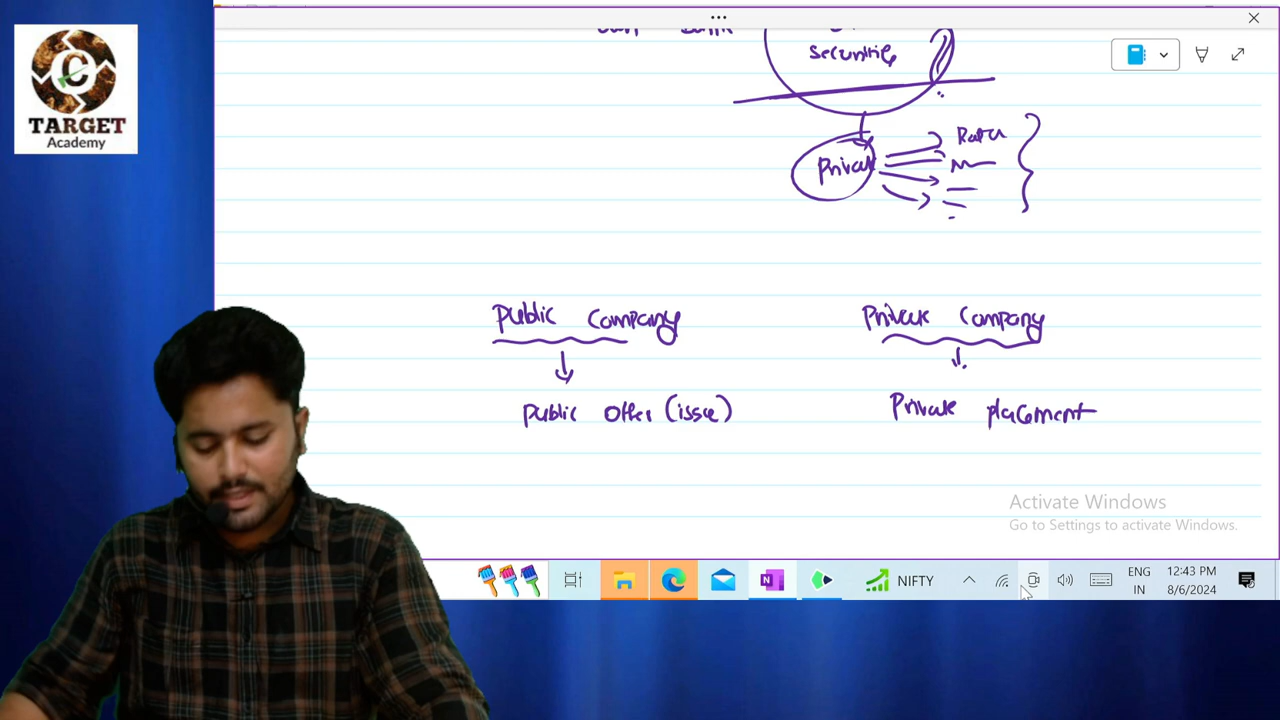 TARGET
Academy
securities
Private
Public Company
Private Company
Public Offer (issue)
Private placement
Activate Windows
Go to Settings to activate Windows.
NIFTY
ENG
IN
12:43 PM
8/6/2024